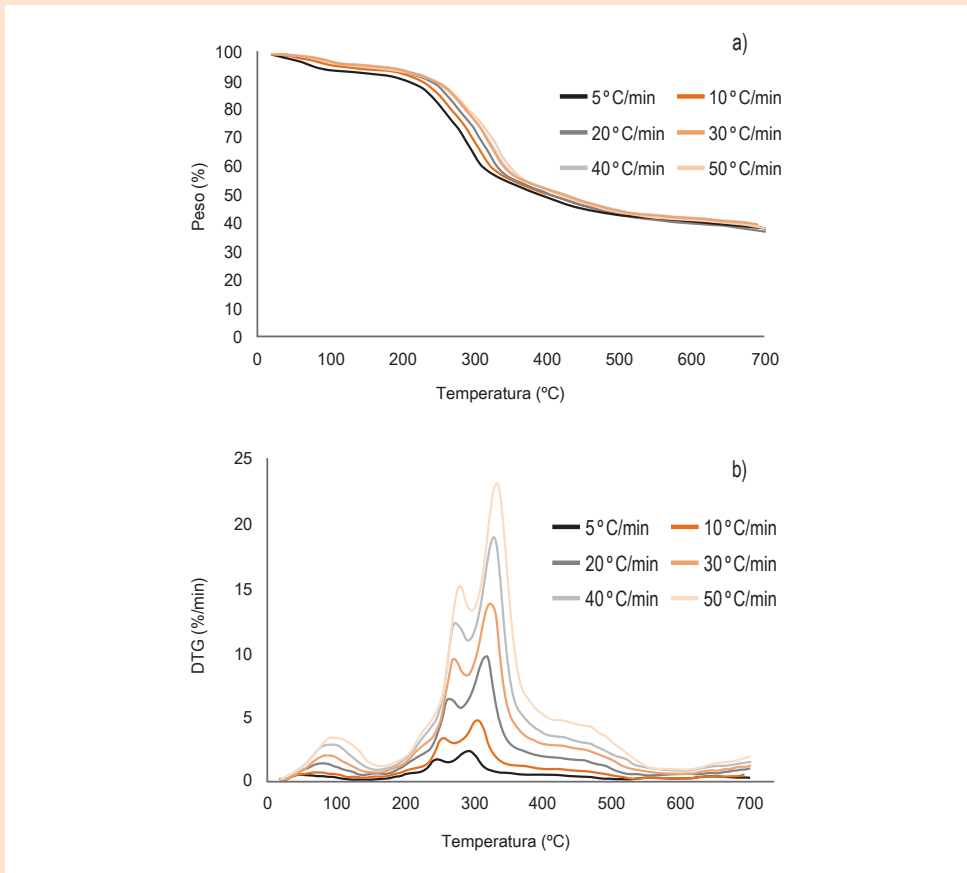 a)
100
90
80
70
60
50
40
30
20
10
0
Peso (%)
5°C/min 10°C/min
20°C/min 30°C/min
40°C/min 50°C/min
0 100 200 300 400 500 600 700
Temperatura (ºC)
b)
25
20
15
10
5
0
DTG (%/min)
5°C/min 10°C/min
20°C/min 30°C/min
40°C/min 50°C/min
0 100 200 300 400 500 600 700
Temperatura (ºC)